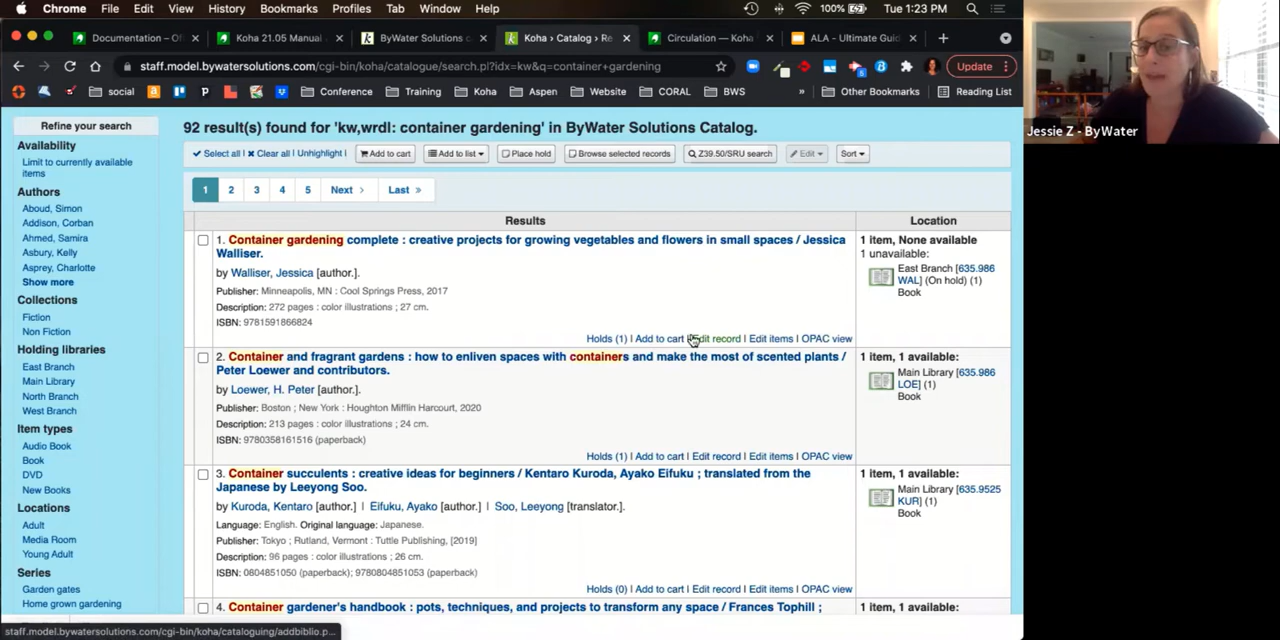 Chrome File Edit View History Bookmarks Profiles Tab Window Help 100% Tue 1:23 PM
Documentation – Of × Koha 21.05 Manual × ByWater Solutions c × Koha › Catalog › Re × Circulation — Koha × ALA - Ultimate Gui × +
staff.model.bywatersolutions.com/cgi-bin/koha/catalogue/search.pl?idx=kw&q=container+gardening Update
social Conference Training Koha Aspen Website CORAL BWS » Other Bookmarks Reading List
Jessie Z - ByWater
Refine your search
Availability
Limit to currently available
items
Authors
Aboud, Simon
Addison, Corban
Ahmed, Samira
Asbury, Kelly
Asprey, Charlotte
Show more
Collections
Fiction
Non Fiction
Holding libraries
East Branch
Main Library
North Branch
West Branch
Item types
Audio Book
Book
DVD
New Books
Locations
Adult
Media Room
Young Adult
Series
Garden gates
Home grown gardening
92 result(s) found for 'kw,wrdl: container gardening' in ByWater Solutions Catalog.
Select all | Clear all | Unhighlight | Add to cart Add to list Place hold Browse selected records Z39.50/SRU search Edit Sort
1 2 3 4 5 Next › Last »
Results Location
1. Container gardening complete : creative projects for growing vegetables and flowers in small spaces / Jessica
Walliser.
by Walliser, Jessica [author.].
Publisher: Minneapolis, MN : Cool Springs Press, 2017
Description: 272 pages : color illustrations ; 27 cm.
ISBN: 9781591866824
Holds (1) | Add to cart | Edit record | Edit items | OPAC view
1 item, None available
1 unavailable:
East Branch [635.986
WAL] (On hold) (1)
Book
2. Container and fragrant gardens : how to enliven spaces with containers and make the most of scented plants /
Peter Loewer and contributors.
by Loewer, H. Peter [author.].
Publisher: Boston ; New York : Houghton Mifflin Harcourt, 2020
Description: 213 pages : color illustrations ; 24 cm.
ISBN: 9780358161516 (paperback)
Holds (1) | Add to cart | Edit record | Edit items | OPAC view
1 item, 1 available:
Main Library [635.986
LOE] (1)
Book
3. Container succulents : creative ideas for beginners / Kentaro Kuroda, Ayako Eifuku ; translated from the
Japanese by Leeyong Soo.
by Kuroda, Kentaro [author.] | Eifuku, Ayako [author.] | Soo, Leeyong [translator.].
Language: English. Original language: Japanese.
Publisher: Tokyo ; Rutland, Vermont : Tuttle Publishing, [2019]
Description: 96 pages : color illustrations ; 26 cm.
ISBN: 0804851050 (paperback); 9780804851053 (paperback)
Holds (0) | Add to cart | Edit record | Edit items | OPAC view
1 item, 1 available:
Main Library [635.9525
KUR] (1)
Book
4. Container gardener's handbook : pots, techniques, and projects to transform any space / Frances Tophill ;
1 item, 1 available:
staff.model.bywatersolutions.com/cgi-bin/koha/cataloguing/addbiblio.p...